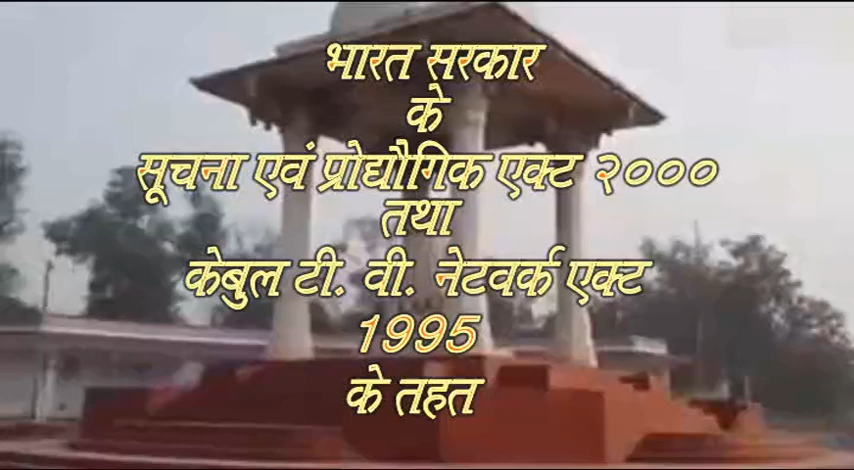 भारत सरकार
के
सूचना एवं प्रोद्यौगिक एक्ट २०००
तथा
केबुल टी. वी. नेटवर्क एक्ट
1995
के तहत